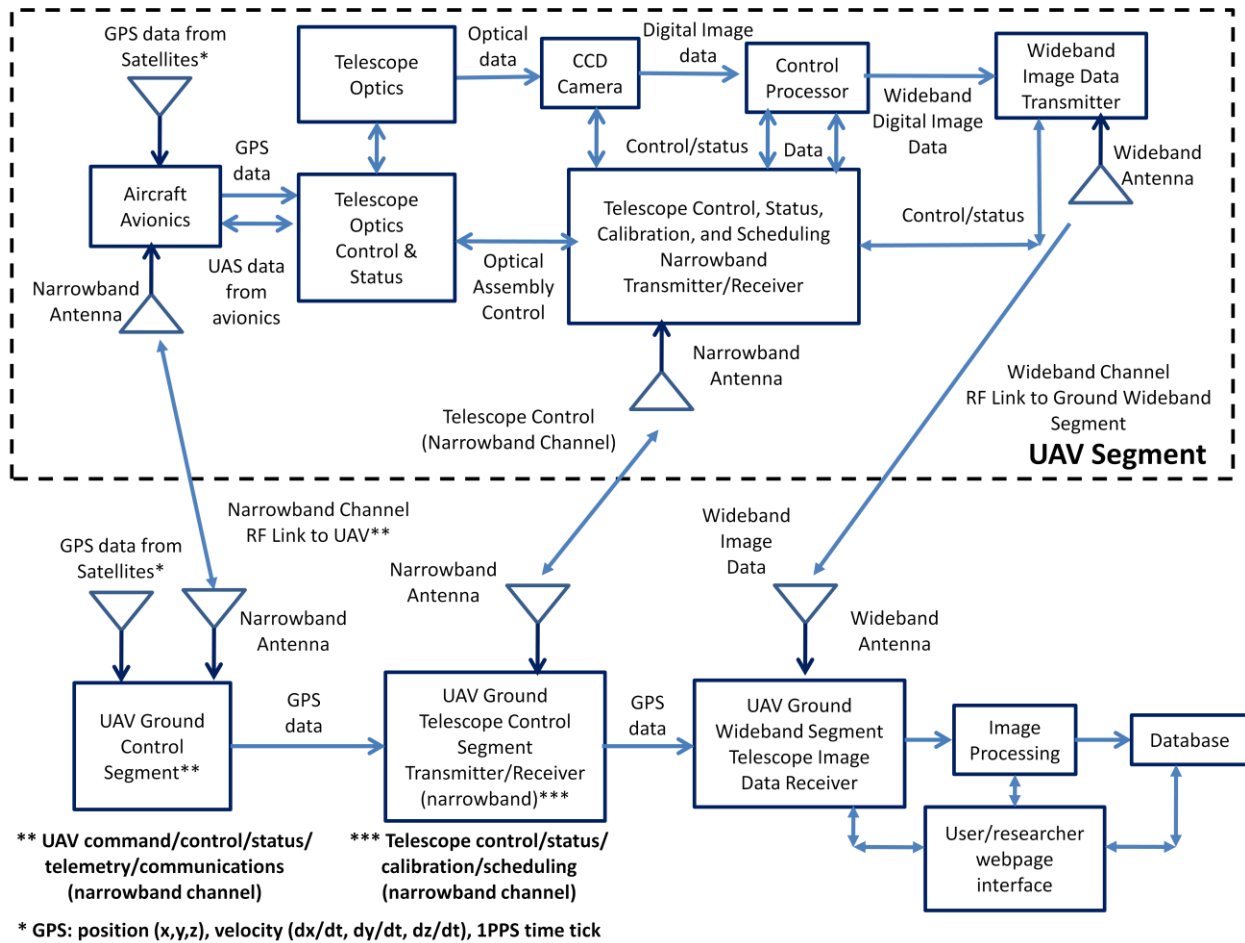 GPS data from
Satellites*
Telescope
Optics
Optical
data
CCD
Camera
Digital Image
data
Control
Processor
Wideband
Digital Image
Data
Wideband
Image Data
Transmitter
Wideband
Antenna
Aircraft
Avionics
GPS
data
UAS data
from
avionics
Narrowband
Antenna
Telescope
Optics
Control &
Status
Optical
Assembly
Control
Control/status
Data
Telescope Control, Status,
Calibration, and Scheduling
Narrowband
Transmitter/Receiver
Control/status
Narrowband
Antenna
Telescope Control
(Narrowband Channel)
Wideband Channel
RF Link to Ground Wideband
Segment
UAV Segment
Narrowband Channel
RF Link to UAV**
GPS data from
Satellites*
Narrowband
Antenna
Narrowband
Antenna
Wideband
Image
Data
Wideband
Antenna
UAV Ground
Control
Segment**
GPS
data
UAV Ground
Telescope Control
Segment
Transmitter/Receiver
(narrowband)***
GPS
data
UAV Ground
Wideband Segment
Telescope Image
Data Receiver
Image
Processing
Database
User/researcher
webpage
interface
** UAV command/control/status/
telemetry/communications
(narrowband channel)
*** Telescope control/status/
calibration/scheduling
(narrowband channel)
* GPS: position (x,y,z), velocity (dx/dt, dy/dt, dz/dt), 1PPS time tick